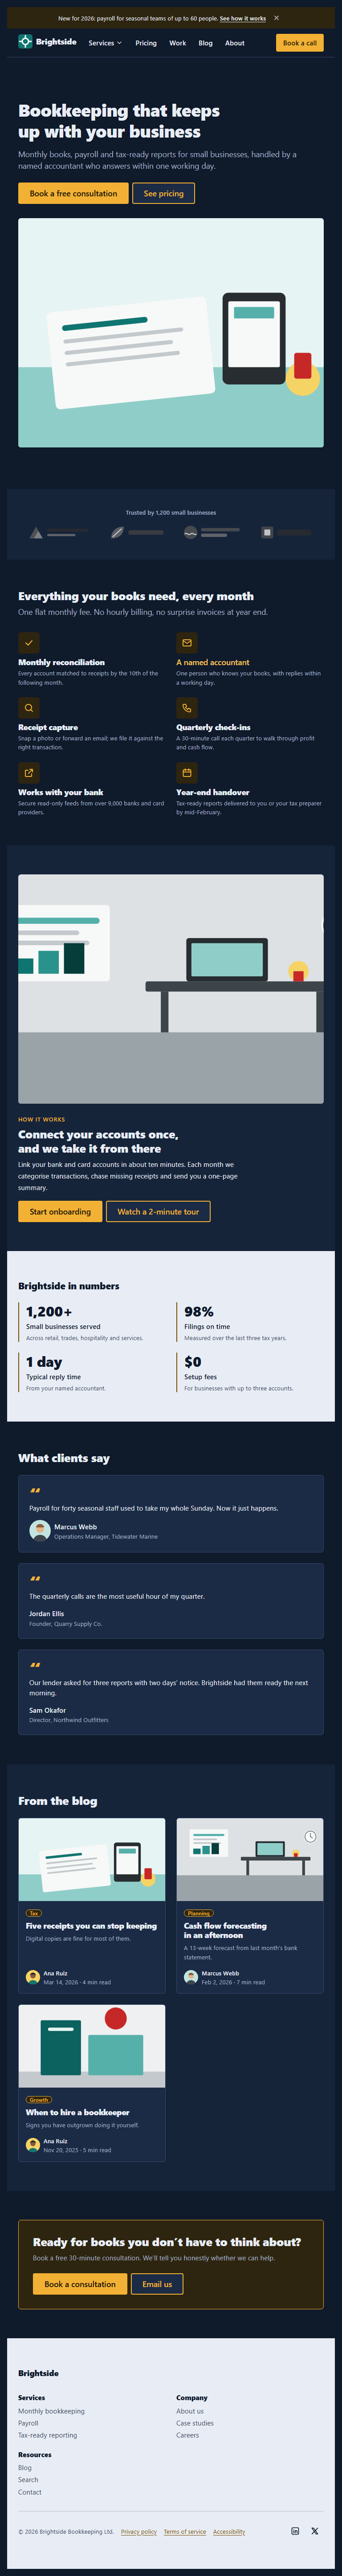 New for 2026: payroll for seasonal teams of up to 60 people. See how it works
Brightside Services Pricing Work Blog About Book a call
Bookkeeping that keeps
up with your business
Monthly books, payroll and tax-ready reports for small businesses, handled by a
named accountant who answers within one working day.
Book a free consultation See pricing
Trusted by 1,200 small businesses
Everything your books need, every month
One flat monthly fee. No hourly billing, no surprise invoices at year end.
Monthly reconciliation
Every account matched to receipts by the 10th of the
following month.
A named accountant
One person who knows your books, with replies within
a working day.
Receipt capture
Snap a photo or forward an email; we file it against the
right transaction.
Quarterly check-ins
A 30-minute call each quarter to walk through profit
and cash flow.
Works with your bank
Secure read-only feeds from over 9,000 banks and card
providers.
Year-end handover
Tax-ready reports delivered to you or your tax preparer
by mid-February.
HOW IT WORKS
Connect your accounts once,
and we take it from there
Link your bank and card accounts in about ten minutes. Each month we
categorise transactions, chase missing receipts and send you a one-page
summary.
Start onboarding Watch a 2-minute tour
Brightside in numbers
1,200+
Small businesses served
Across retail, trades, hospitality and services.
98%
Filings on time
Measured over the last three tax years.
1 day
Typical reply time
From your named accountant.
$0
Setup fees
For businesses with up to three accounts.
What clients say
Payroll for forty seasonal staff used to take my whole Sunday. Now it just happens.
Marcus Webb
Operations Manager, Tidewater Marine
The quarterly calls are the most useful hour of my quarter.
Jordan Ellis
Founder, Quarry Supply Co.
Our lender asked for three reports with two days' notice. Brightside had them ready the next
morning.
Sam Okafor
Director, Northwind Outfitters
From the blog
Tax
Five receipts you can stop keeping
Digital copies are fine for most of them.
Ana Ruiz
Mar 14, 2026 · 4 min read
Planning
Cash flow forecasting
in an afternoon
A 13-week forecast from last month's bank
statement.
Marcus Webb
Feb 2, 2026 · 7 min read
Growth
When to hire a bookkeeper
Signs you have outgrown doing it yourself.
Ana Ruiz
Nov 20, 2025 · 5 min read
Ready for books you don't have to think about?
Book a free 30-minute consultation. We'll tell you honestly whether we can help.
Book a consultation Email us
Brightside
Services
Monthly bookkeeping
Payroll
Tax-ready reporting
Company
About us
Case studies
Careers
Resources
Blog
Search
Contact
© 2026 Brightside Bookkeeping Ltd. Privacy policy Terms of service Accessibility